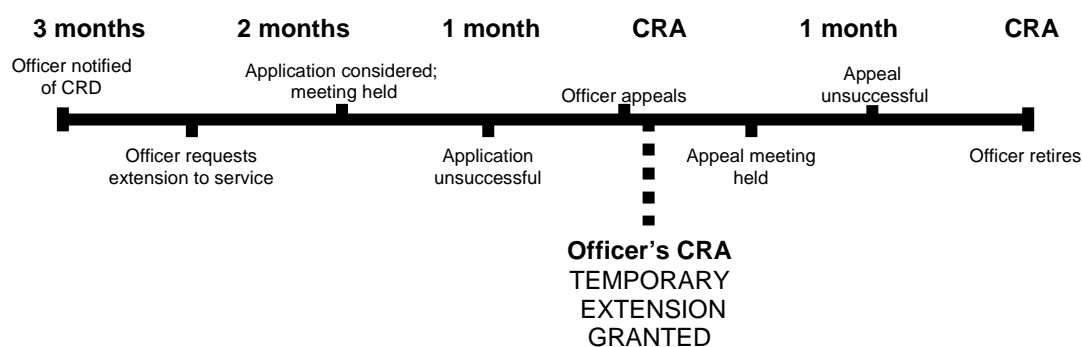 3 months 2 months 1 month CRA 1 month CRA
Officer notified
of CRD
Application considered;
meeting held
Officer appeals
Appeal
unsuccessful
Officer requests
extension to service
Application
unsuccessful
Appeal meeting
held
Officer retires
Officer’s CRA
TEMPORARY
EXTENSION
GRANTED